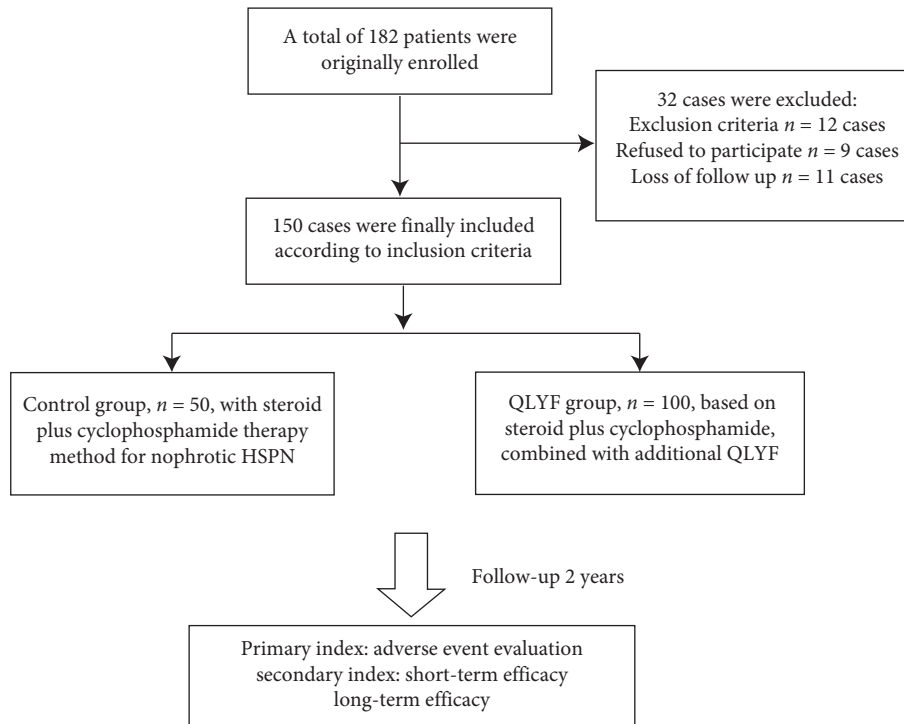 A total of 182 patients were
originally enrolled
32 cases were excluded:
Exclusion criteria n = 12 cases
Refused to participate n = 9 cases
Loss of follow up n = 11 cases
150 cases were finally included
according to inclusion criteria
Control group, n = 50, with steroid
plus cyclophosphamide therapy
method for nophrotic HSPN
QLYF group, n = 100, based on
steroid plus cyclophosphamide,
combined with additional QLYF
Follow-up 2 years
Primary index: adverse event evaluation
secondary index: short-term efficacy
long-term efficacy